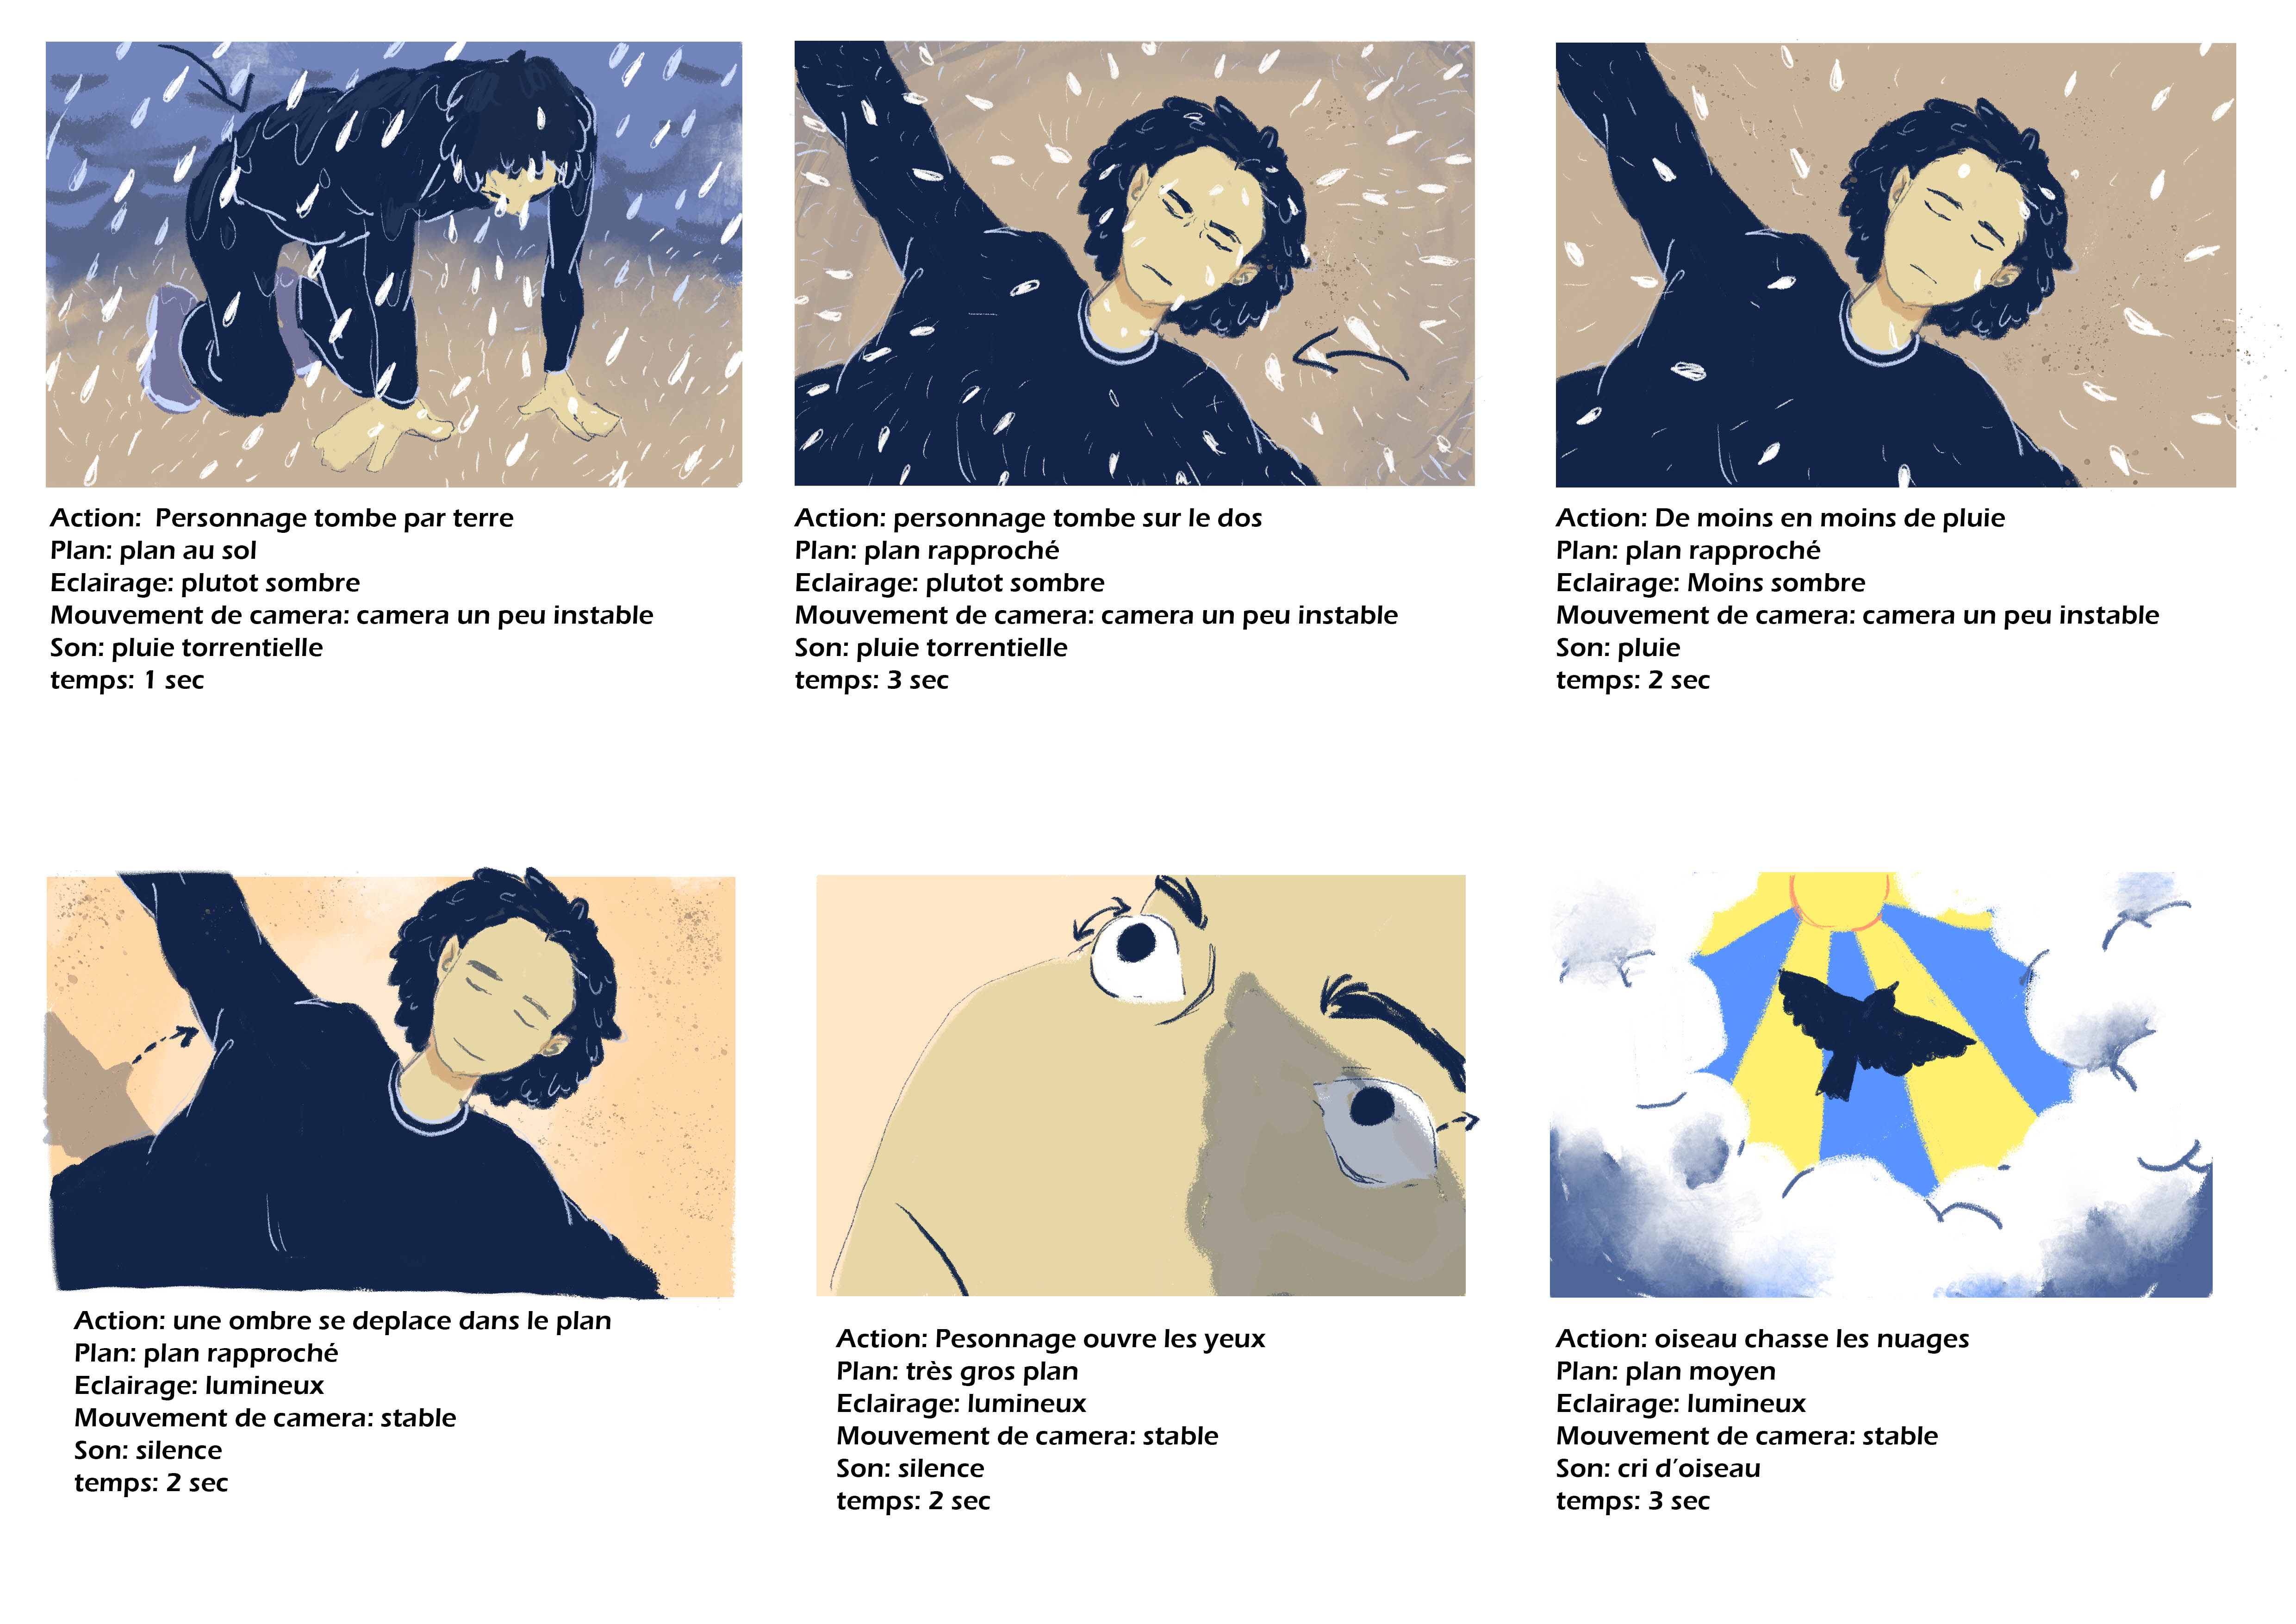 Action:  Personnage tombe par terre
Plan: plan au sol
Eclairage: plutot sombre
Mouvement de camera: camera un peu instable
Son: pluie torrentielle
temps: 1 sec
Action: personnage tombe sur le dos
Plan: plan rapproché
Eclairage: plutot sombre
Mouvement de camera: camera un peu instable
Son: pluie torrentielle
temps: 3 sec
Action: De moins en moins de pluie
Plan: plan rapproché
Eclairage: Moins sombre
Mouvement de camera: camera un peu instable
Son: pluie
temps: 2 sec
Action: une ombre se deplace dans le plan
Plan: plan rapproché
Eclairage: lumineux
Mouvement de camera: stable
Son: silence
temps: 2 sec
Action: Pesonnage ouvre les yeux
Plan: très gros plan
Eclairage: lumineux
Mouvement de camera: stable
Son: silence
temps: 2 sec
Action: oiseau chasse les nuages
Plan: plan moyen
Eclairage: lumineux
Mouvement de camera: stable
Son: cri d’oiseau
temps: 3 sec